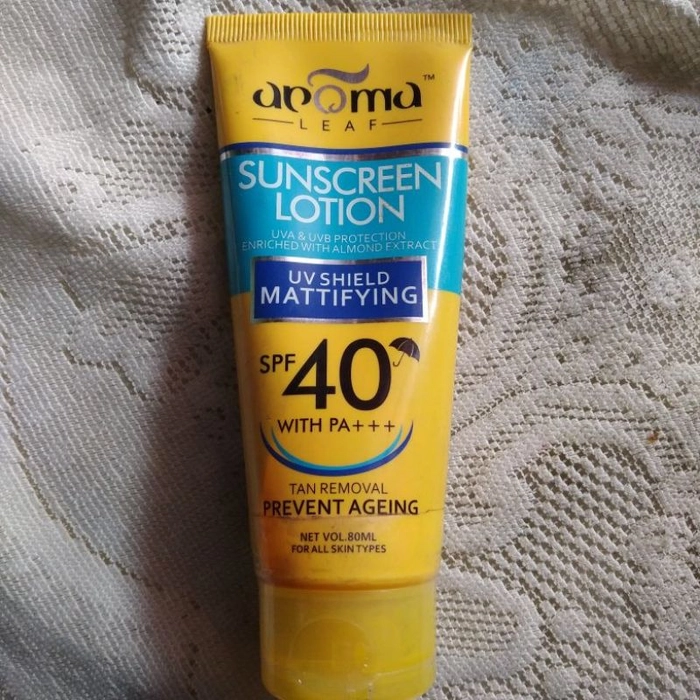 aroma™
LEAF
SUNSCREEN
LOTION
UVA & UVB PROTECTION
ENRICHED WITH ALMOND EXTRACT
UV SHIELD
MATTIFYING
SPF 40
WITH PA+++
TAN REMOVAL
PREVENT AGEING
NET VOL.80ML
FOR ALL SKIN TYPES